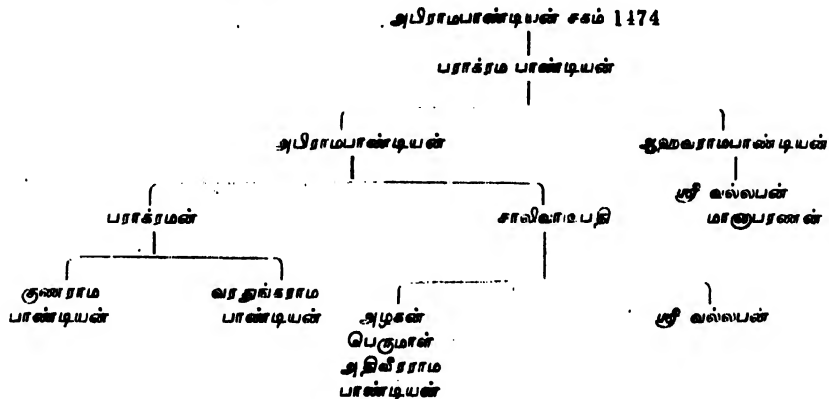 அபிராமபாண்டியன் சகம் 1474
பராக்ரம பாண்டியன்
அபிராமபாண்டியன் ஆஹவராமபாண்டியன்
பராக்ரமன் சாலிவாடீபதி ஸ்ரீ வல்லபன்
மானாபரணன்
குணராம வரதுங்கராம அழகன் ஸ்ரீ வல்லபன்
பாண்டியன் பாண்டியன் பெருமாள்
அதிவீரராம
பாண்டியன்